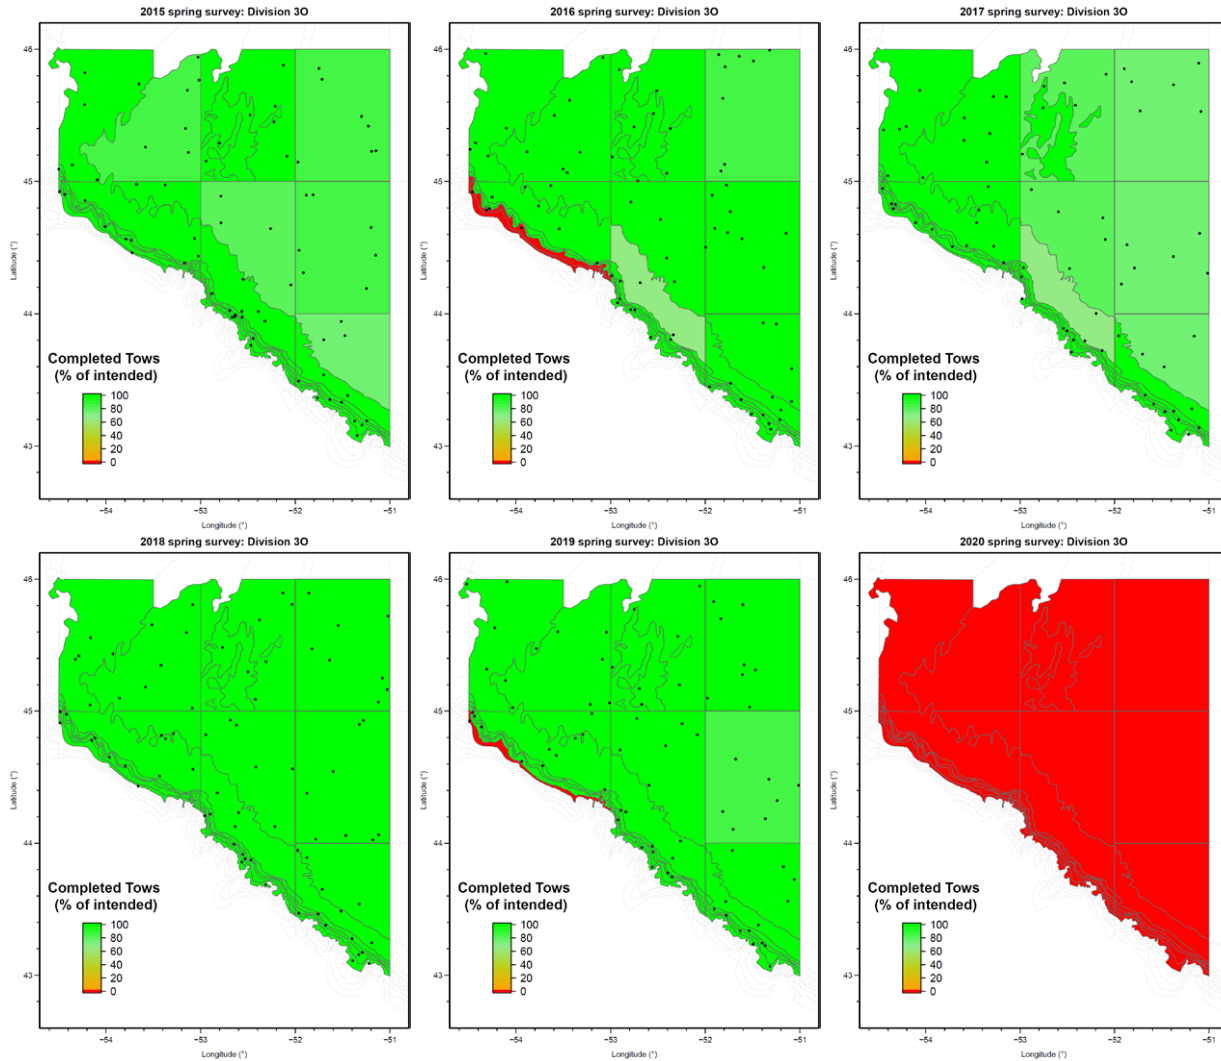 2015 spring survey: Division 3O
46
45
44
43
Latitude (°)
Completed Tows
(% of intended)
100
80
60
40
20
0
−54
−53
−52
−51
Longitude (°)
2016 spring survey: Division 3O
46
45
44
43
Latitude (°)
Completed Tows
(% of intended)
100
80
60
40
20
0
−54
−53
−52
−51
Longitude (°)
2017 spring survey: Division 3O
46
45
44
43
Latitude (°)
Completed Tows
(% of intended)
100
80
60
40
20
0
−54
−53
−52
−51
Longitude (°)
2018 spring survey: Division 3O
46
45
44
43
Latitude (°)
Completed Tows
(% of intended)
100
80
60
40
20
0
−54
−53
−52
−51
Longitude (°)
2019 spring survey: Division 3O
46
45
44
43
Latitude (°)
Completed Tows
(% of intended)
100
80
60
40
20
0
−54
−53
−52
−51
Longitude (°)
2020 spring survey: Division 3O
46
45
44
43
Latitude (°)
Completed Tows
(% of intended)
100
80
60
40
20
0
−54
−53
−52
−51
Longitude (°)